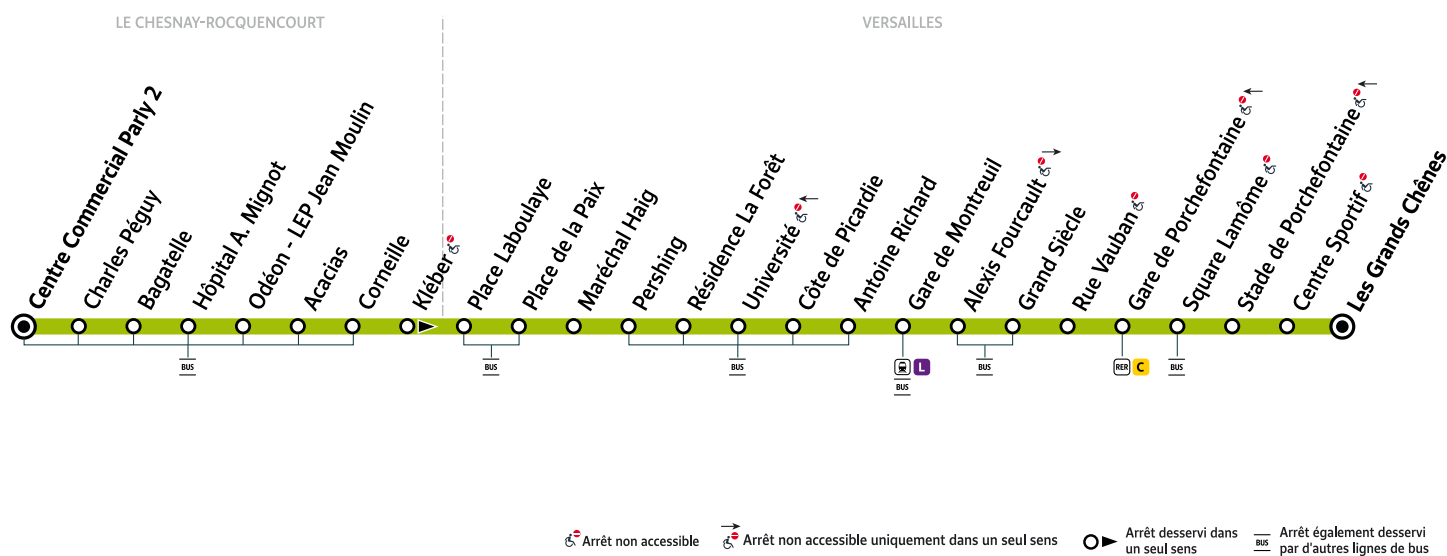 LE CHESNAY-ROCQUENCOURT
VERSAILLES
Centre Commercial Parly 2
Charles Péguy
Bagatelle
Hôpital A. Mignot
Odéon - LEP Jean Moulin
Acacias
Corneille
Kléber
Place Laboulaye
Place de la Paix
Maréchal Haig
Pershing
Résidence La Forêt
Université
Côte de Picardie
Antoine Richard
Gare de Montreuil
Alexis Fourcault
Grand Siècle
Rue Vauban
Gare de Porchefontaine
Square Lamôme
Stade de Porchefontaine
Centre Sportif
Les Grands Chênes
BUS
BUS
BUS
L
BUS
BUS
RER C
BUS
Arrêt non accessible
Arrêt non accessible uniquement dans un seul sens
Arrêt desservi dans
un seul sens
BUS
Arrêt également desservi
par d'autres lignes de bus